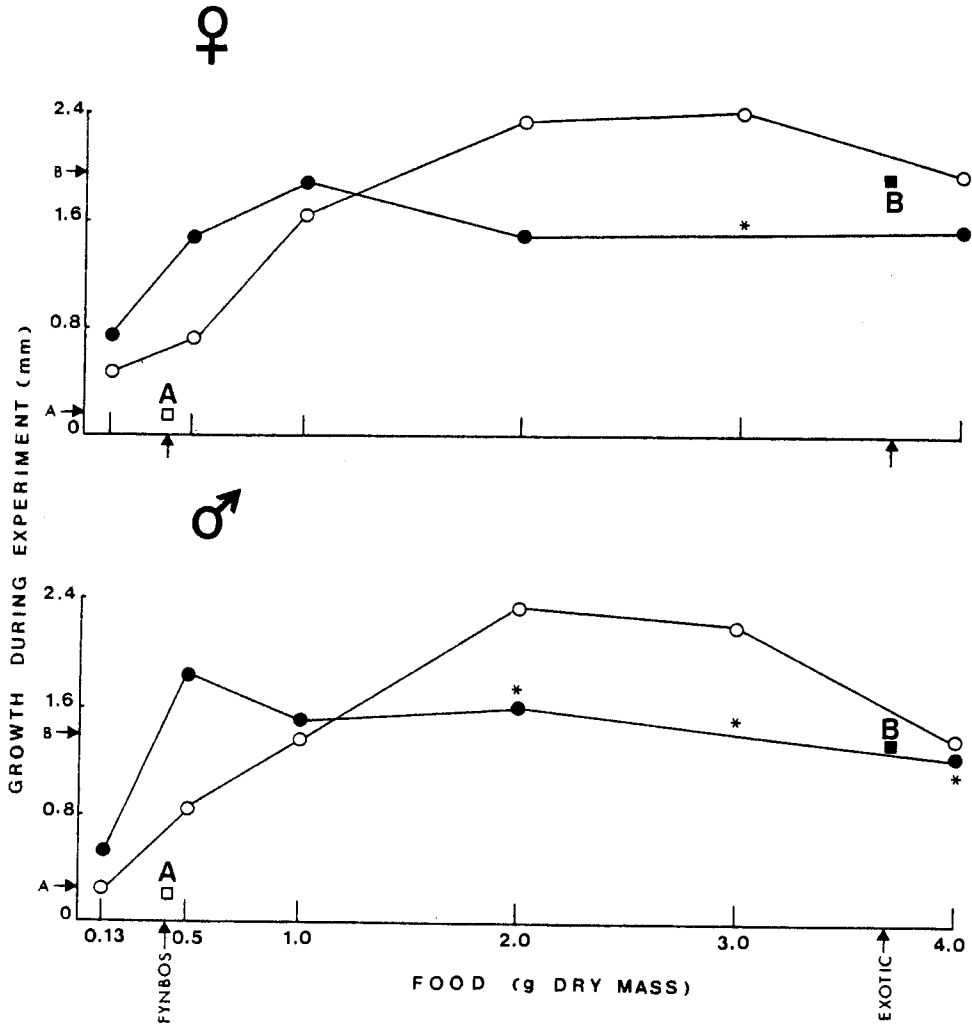 ♀
2.4
B
1.6
B
0.8
A
A
0
GROWTH DURING EXPERIMENT (mm)
*
♂
2.4
1.6
*
*
B
B
0.8
*
A
A
0
0.13 0.5 1.0 2.0 3.0 4.0
FYNBOS
EXOTIC
FOOD (g DRY MASS)